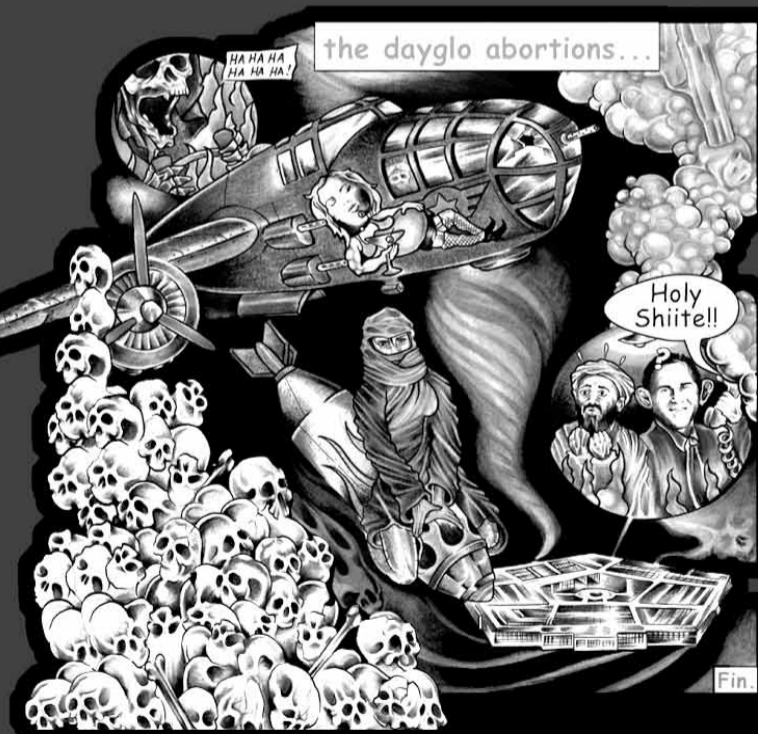 the dayglo abortions...
HA HA HA
HA HA HA!
Holy
Shiite!!
?
Fin.